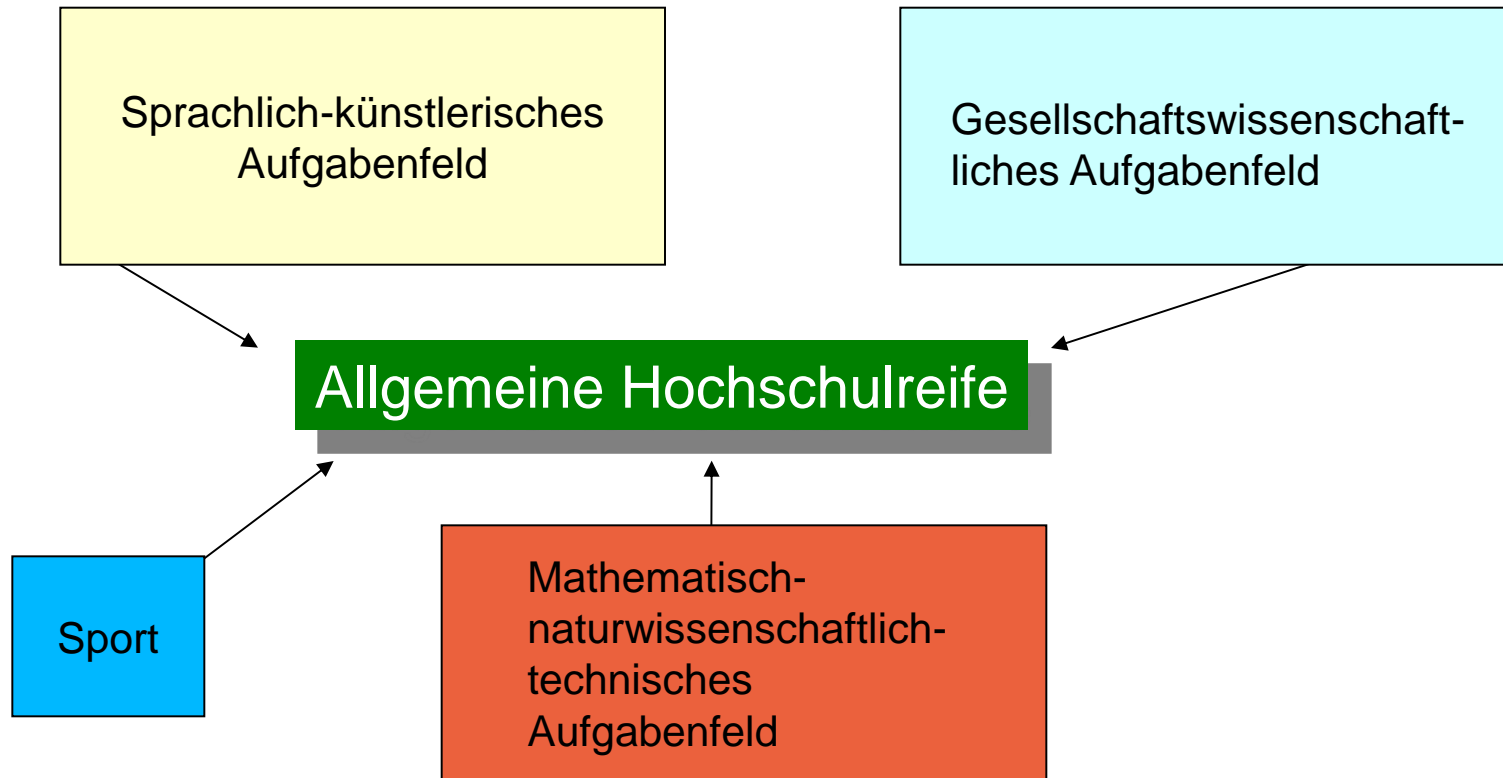 Sprachlich-künstlerisches
Aufgabenfeld
Gesellschaftswissenschaft-
liches Aufgabenfeld
Allgemeine Hochschulreife
Sport
Mathematisch-
naturwissenschaftlich-
technisches
Aufgabenfeld